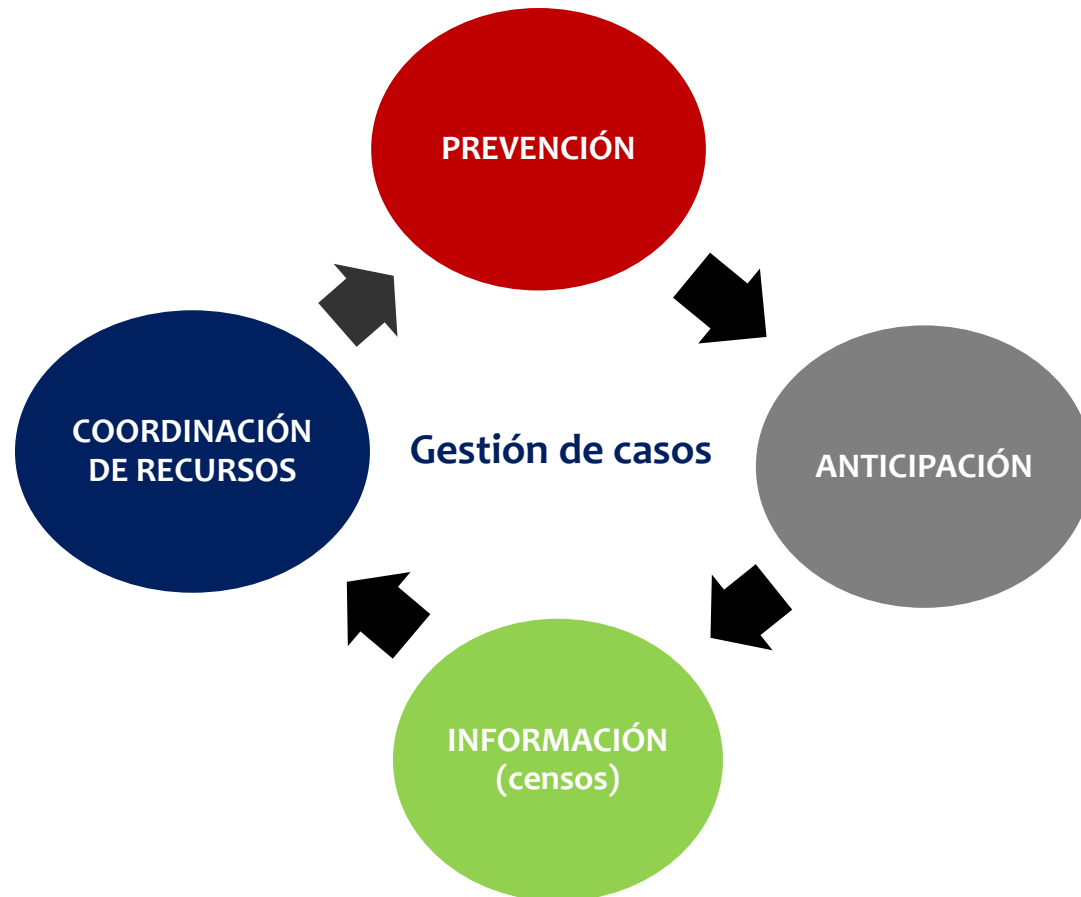 PREVENCIÓN
COORDINACIÓN
DE RECURSOS
Gestión de casos
ANTICIPACIÓN
INFORMACIÓN
(censos)